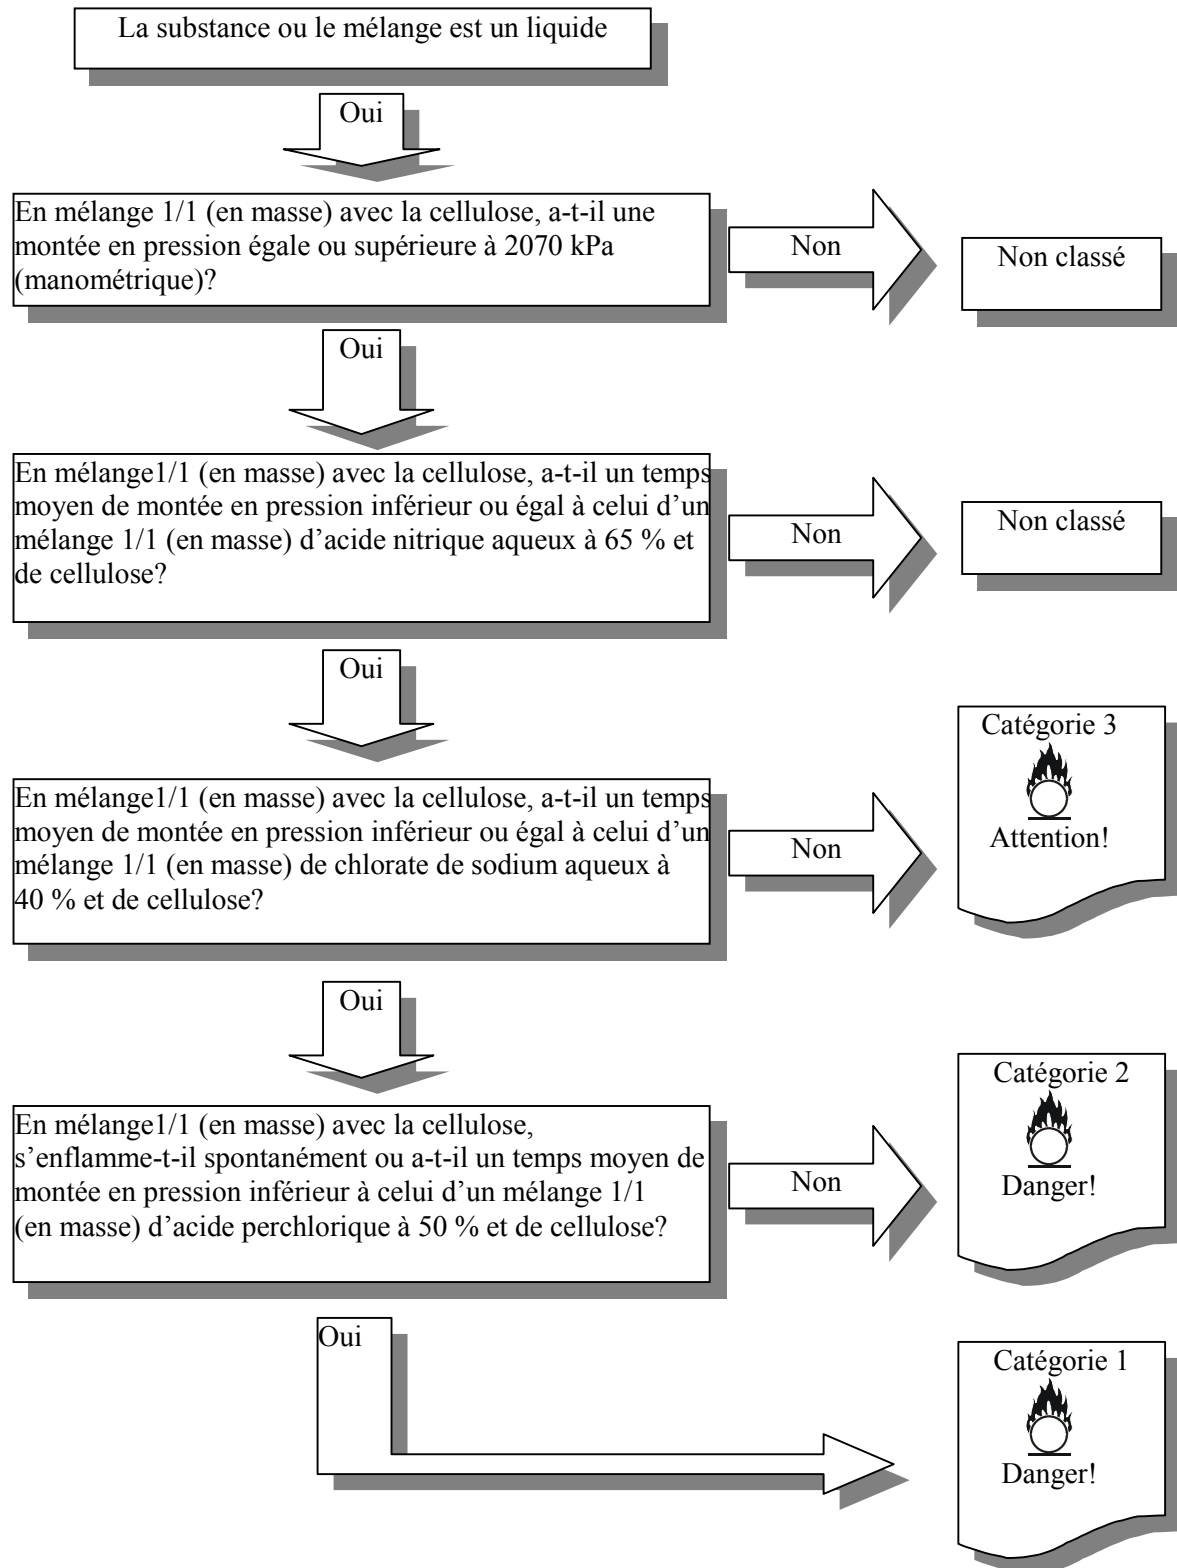 La substance ou le mélange est un liquide
Oui
En mélange 1/1 (en masse) avec la cellulose, a-t-il une
montée en pression égale ou supérieure à 2070 kPa
(manométrique)?
Non
Non classé
Oui
En mélange1/1 (en masse) avec la cellulose, a-t-il un temps
moyen de montée en pression inférieur ou égal à celui d’un
mélange 1/1 (en masse) d’acide nitrique aqueux à 65 % et
de cellulose?
Non
Non classé
Oui
En mélange1/1 (en masse) avec la cellulose, a-t-il un temps
moyen de montée en pression inférieur ou égal à celui d’un
mélange 1/1 (en masse) de chlorate de sodium aqueux à
40 % et de cellulose?
Non
Catégorie 3
Attention!
Oui
En mélange1/1 (en masse) avec la cellulose,
s’enflamme-t-il spontanément ou a-t-il un temps moyen de
montée en pression inférieur à celui d’un mélange 1/1
(en masse) d’acide perchlorique à 50 % et de cellulose?
Non
Catégorie 2
Danger!
Oui
Catégorie 1
Danger!